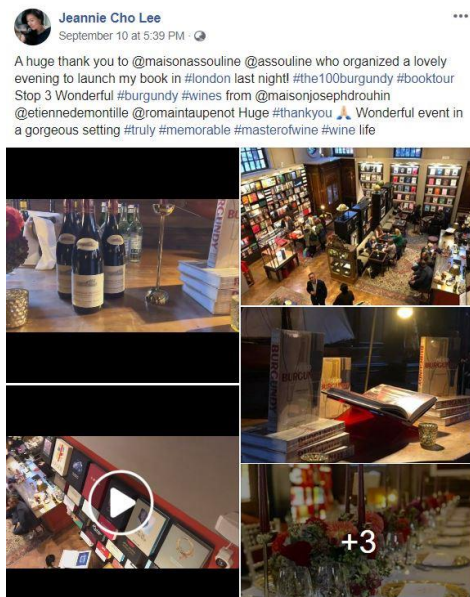 Jeannie Cho Lee
September 10 at 5:39 PM ·
A huge thank you to @maisonassouline @assouline who organized a lovely
evening to launch my book in #london last night! #the100burgundy #booktour
Stop 3 Wonderful #burgundy #wines from @maisonjosephdrouhin
@etiennedemontille @romaintaupenot Huge #thankyou 🙏 Wonderful event in
a gorgeous setting #truly #memorable #masterofwine #wine life
BURGUNDY
+3